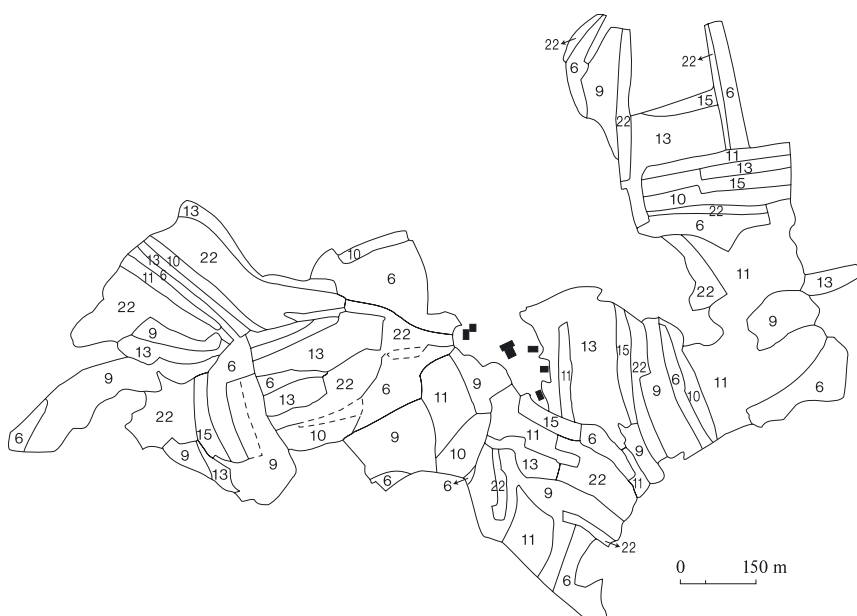 22 6 9 22 22 6 15 13
11 13 15 10 22 6
22 11 13 9 6
13 22 13 10 11 6 22 9 13
10 6 22
9 6 22 15 9 13
6 13 6 13 22 6 10 9
11 9 9 10 6 6
11 13 15 22 9 6 10 11
15 6 9 11 11 13 22
22 9 11 22 6
0 150 m